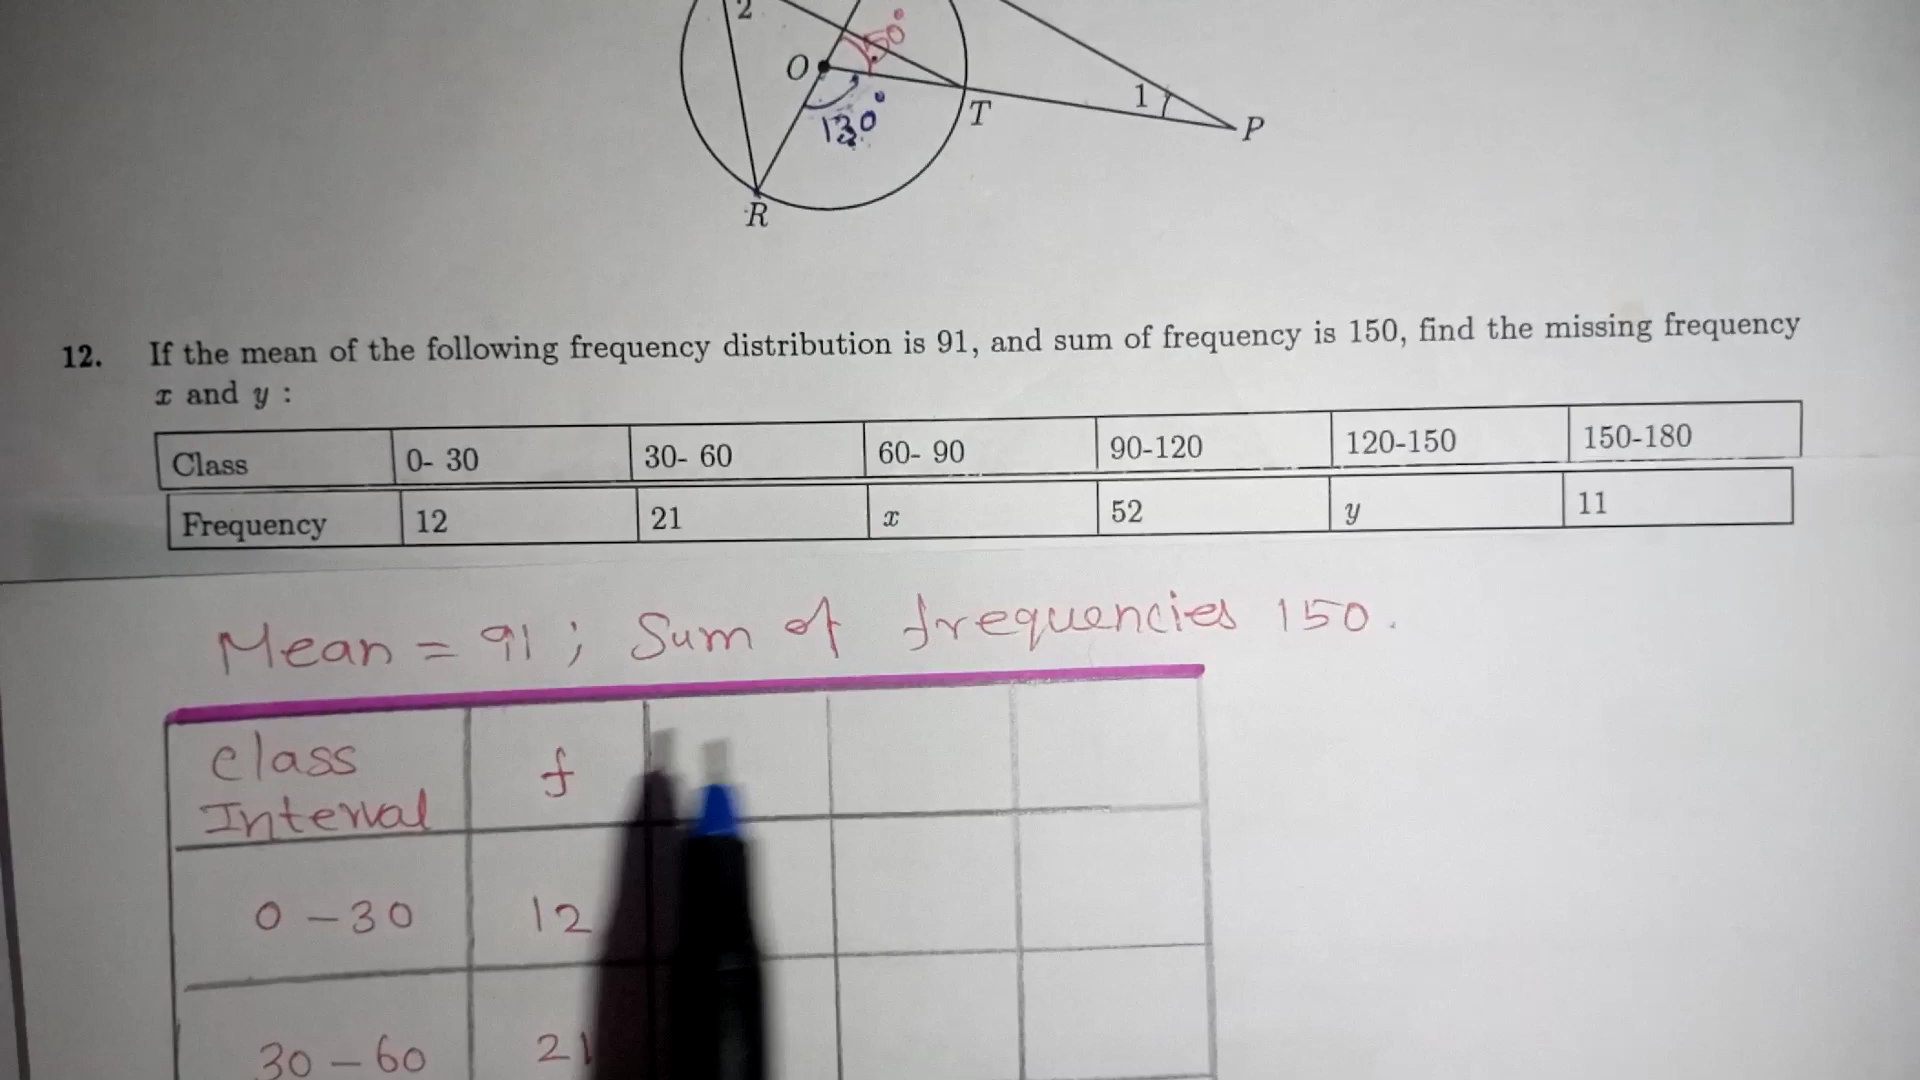 2
50°
O
130°
T
1
P
R
12. If the mean of the following frequency distribution is 91, and sum of frequency is 150, find the missing frequency
x and y :
Class 0- 30 30- 60 60- 90 90-120 120-150 150-180
Frequency 12 21 x 52 y 11
Mean = 91; Sum of frequencies 150.
Class f
Interval
0 - 30 12
30 - 60 21